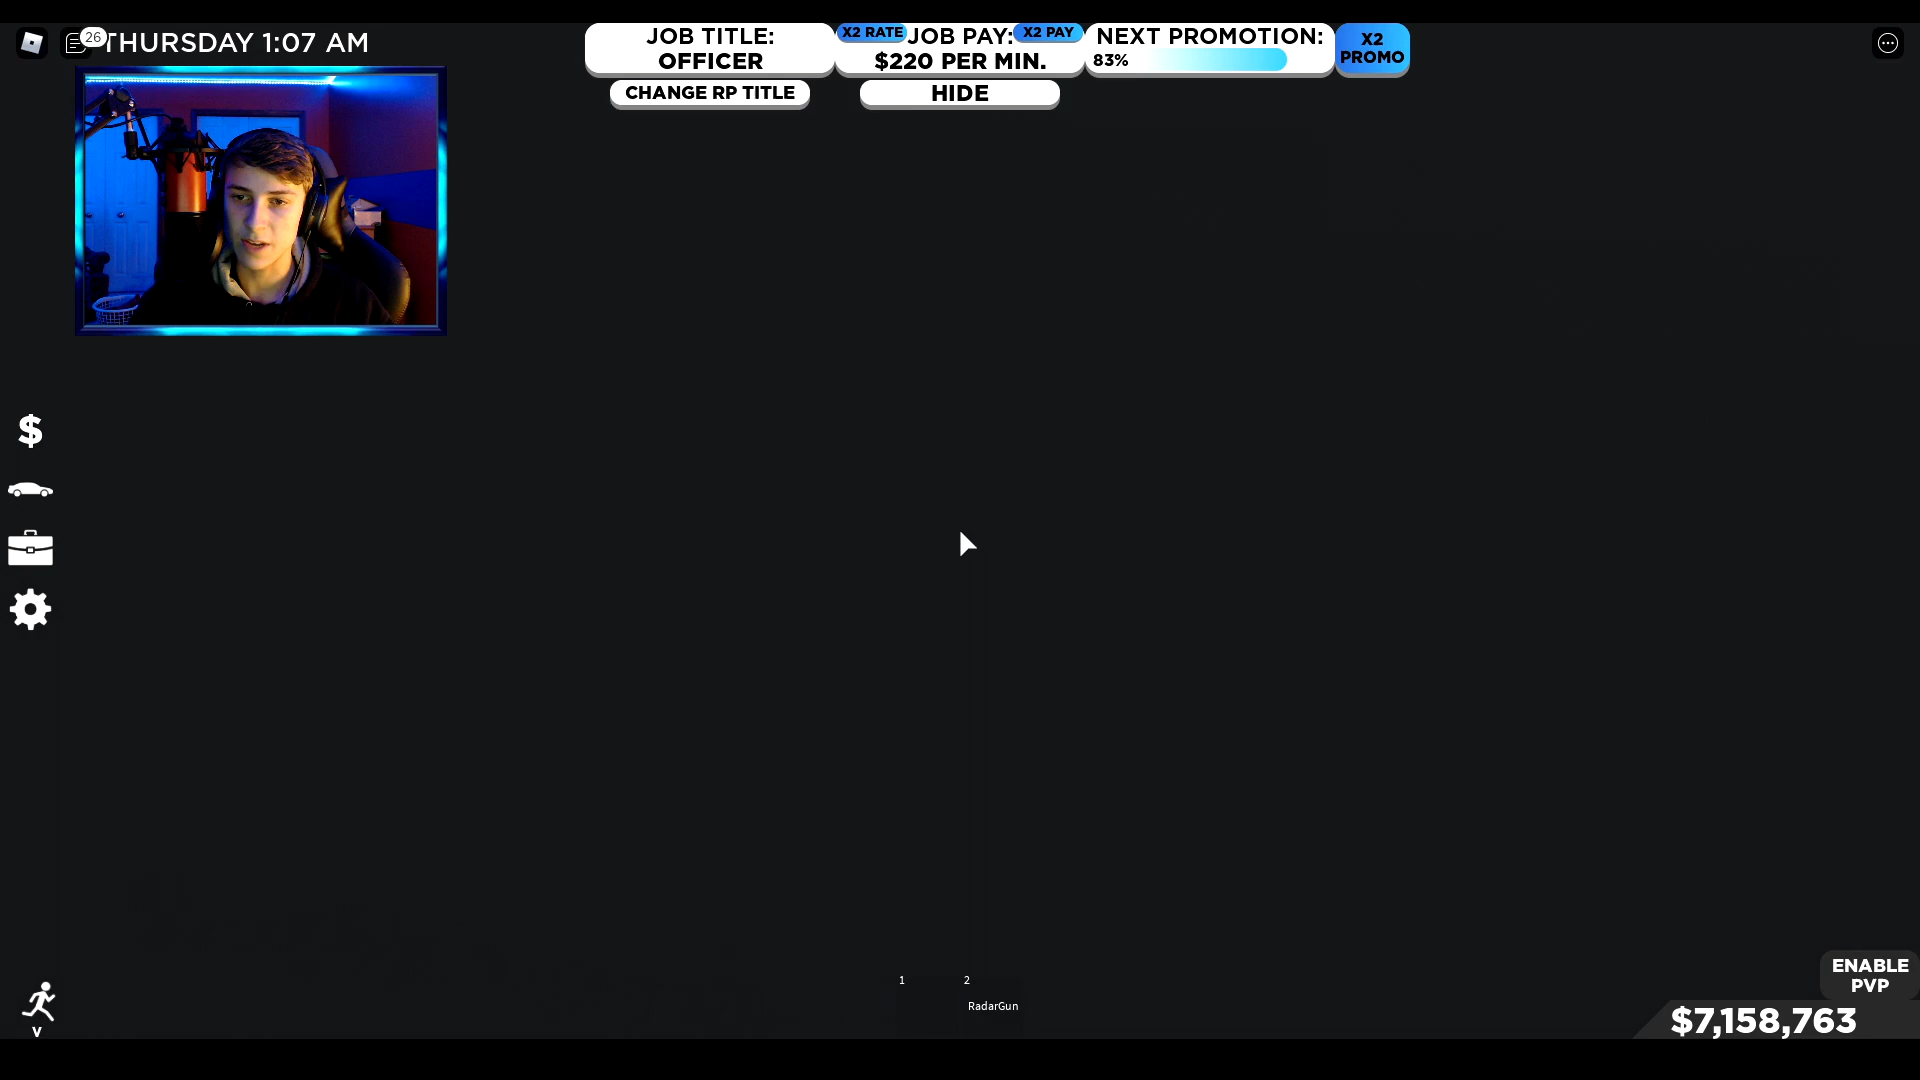 26
THURSDAY 1:07 AM
JOB TITLE:
OFFICER
CHANGE RP TITLE
X2 RATE
JOB PAY:
X2 PAY
$220 PER MIN.
HIDE
NEXT PROMOTION:
83%
X2
PROMO
$
V
1
2
RadarGun
ENABLE
PVP
$7,158,763